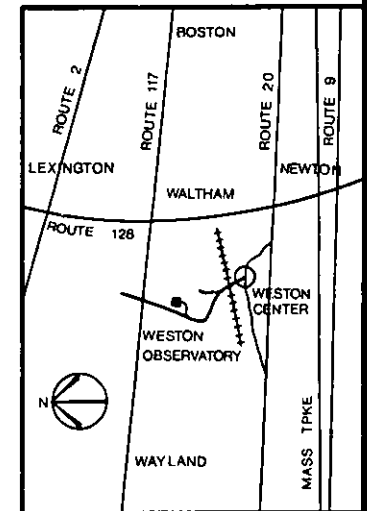 BOSTON
ROUTE 2
ROUTE 117
ROUTE 20
ROUTE 9
LEXINGTON
NEWTON
WALTHAM
ROUTE 128
WESTON
CENTER
WESTON
OBSERVATORY
N
MASS TPKE
WAYLAND